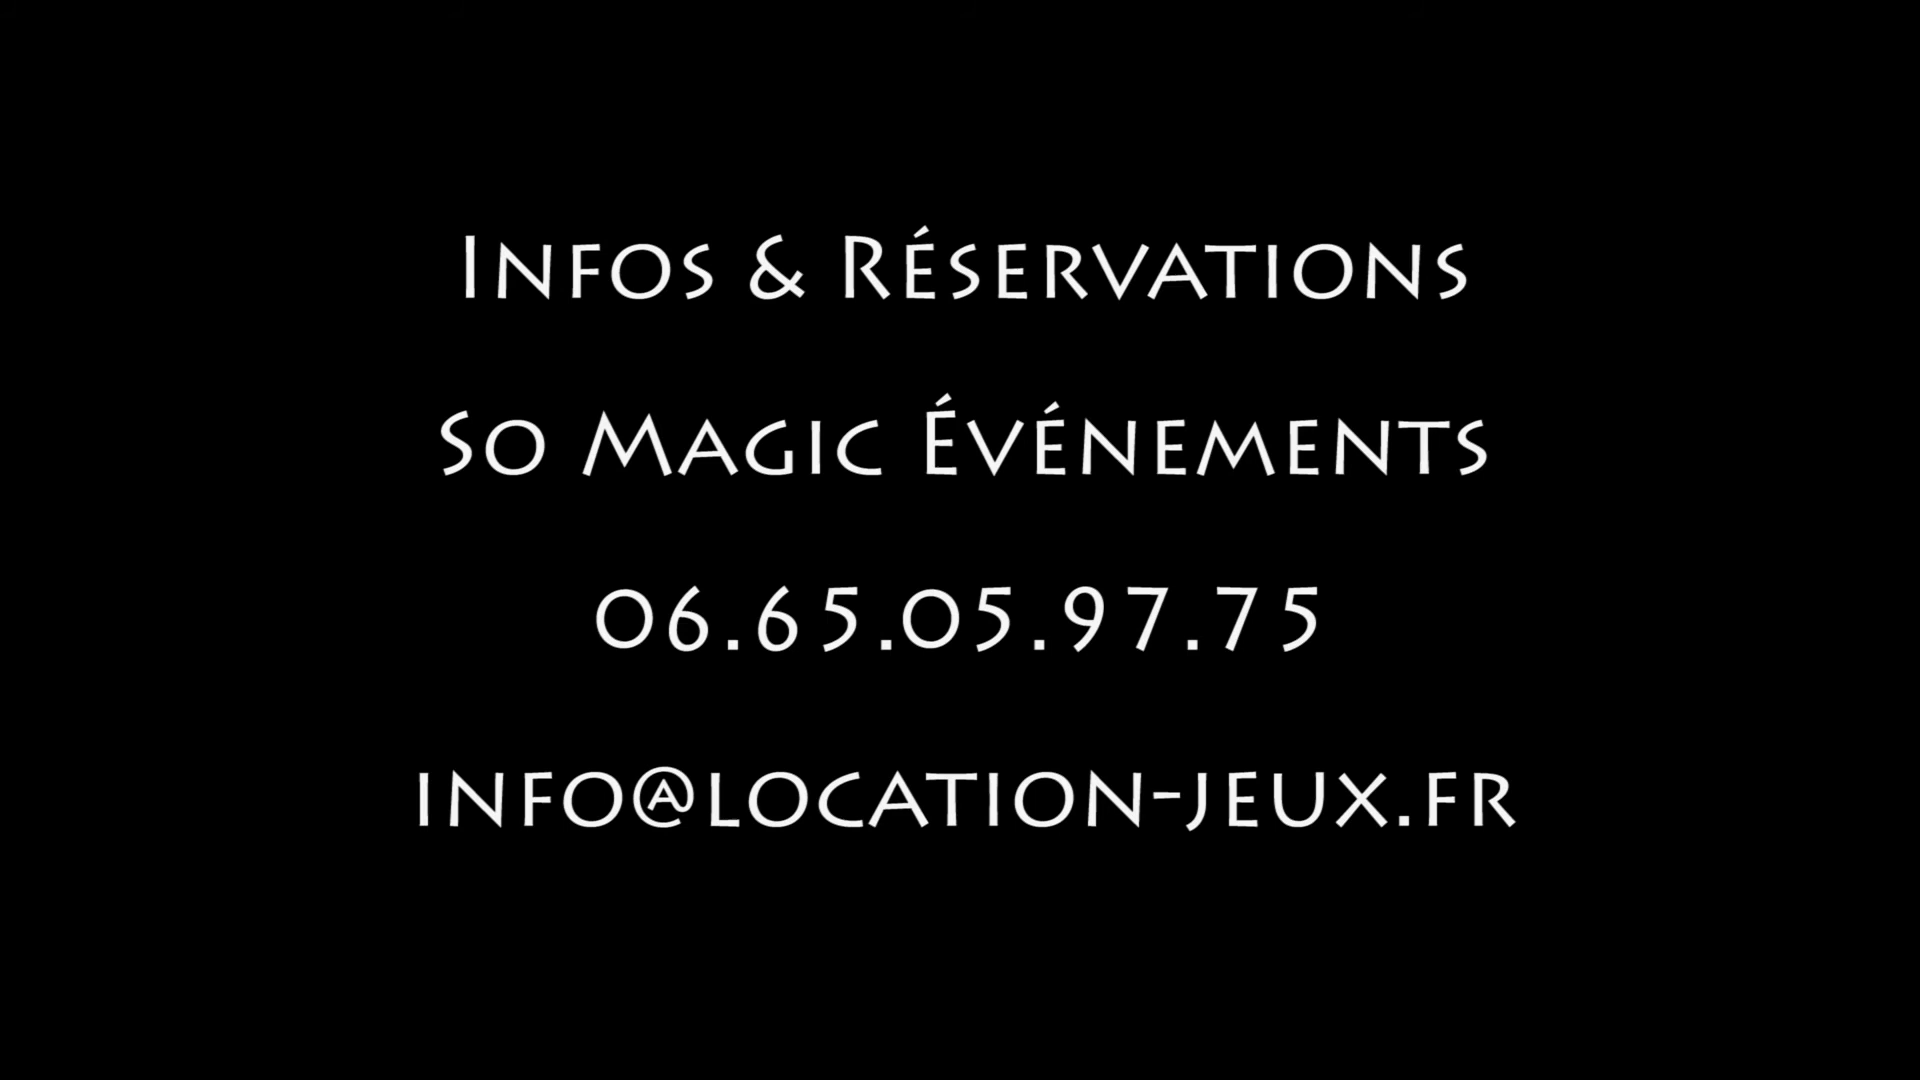 Infos & Réservations
So Magic Événements
06.65.05.97.75
info@location-jeux.fr